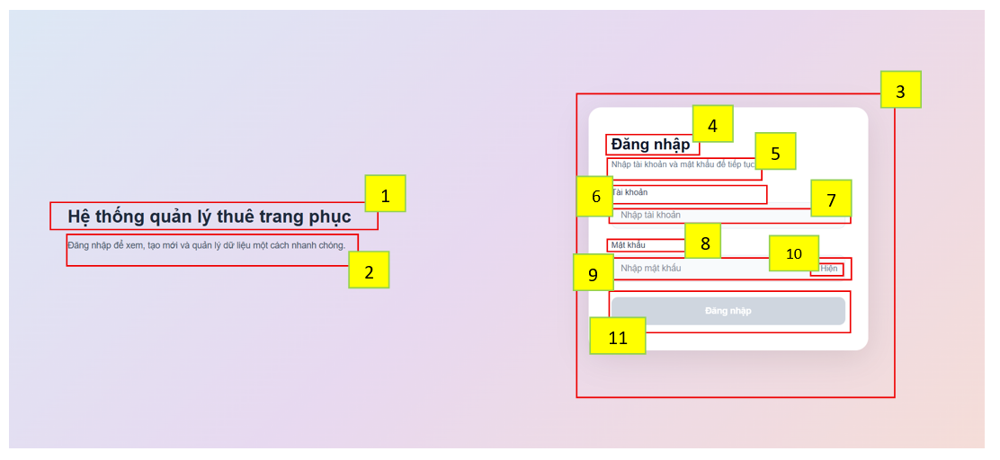 1
Hệ thống quản lý thuê trang phục
Đăng nhập để xem, tạo mới và quản lý dữ liệu một cách nhanh chóng.
2
3
4
Đăng nhập
5
Nhập tài khoản và mật khẩu để tiếp tục
6
Tài khoản
7
Nhập tài khoản
8
Mật khẩu
9
Nhập mật khẩu
10
Hiện
Đăng nhập
11